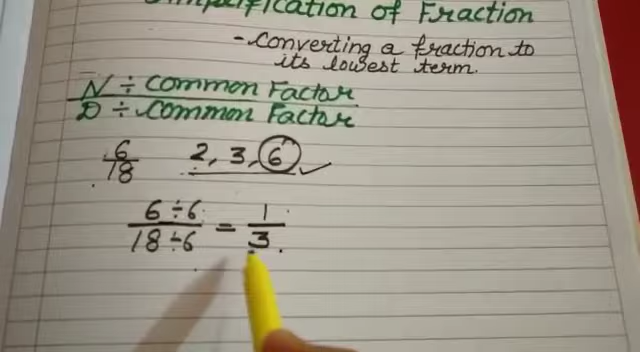 Simplification of Fraction
- Converting a fraction to
its lowest term.
N ÷ Common Factor
D ÷ Common Factor
6/18 2, 3, 6 ✓
6 ÷ 6 / 18 ÷ 6 = 1/3